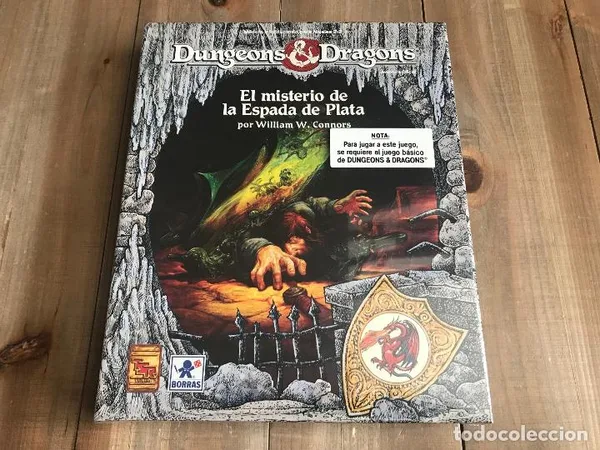 Dungeons & Dragons
El misterio de
la Espada de Plata
por William W. Connors
NOTA:
Para jugar a este juego,
se requiere el juego básico
de DUNGEONS & DRAGONS®
TSR
BORRAS
todocoleccion